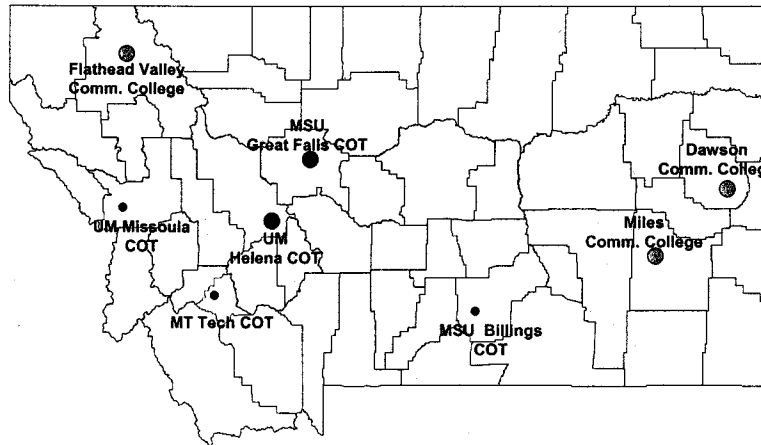 Flathead Valley
Comm. College
MSU
Great Falls COT
Dawson
Comm. Colleg
UM Missoula
COT
UM
Helena COT
Miles
Comm. College
MT Tech COT
MSU Billings
COT